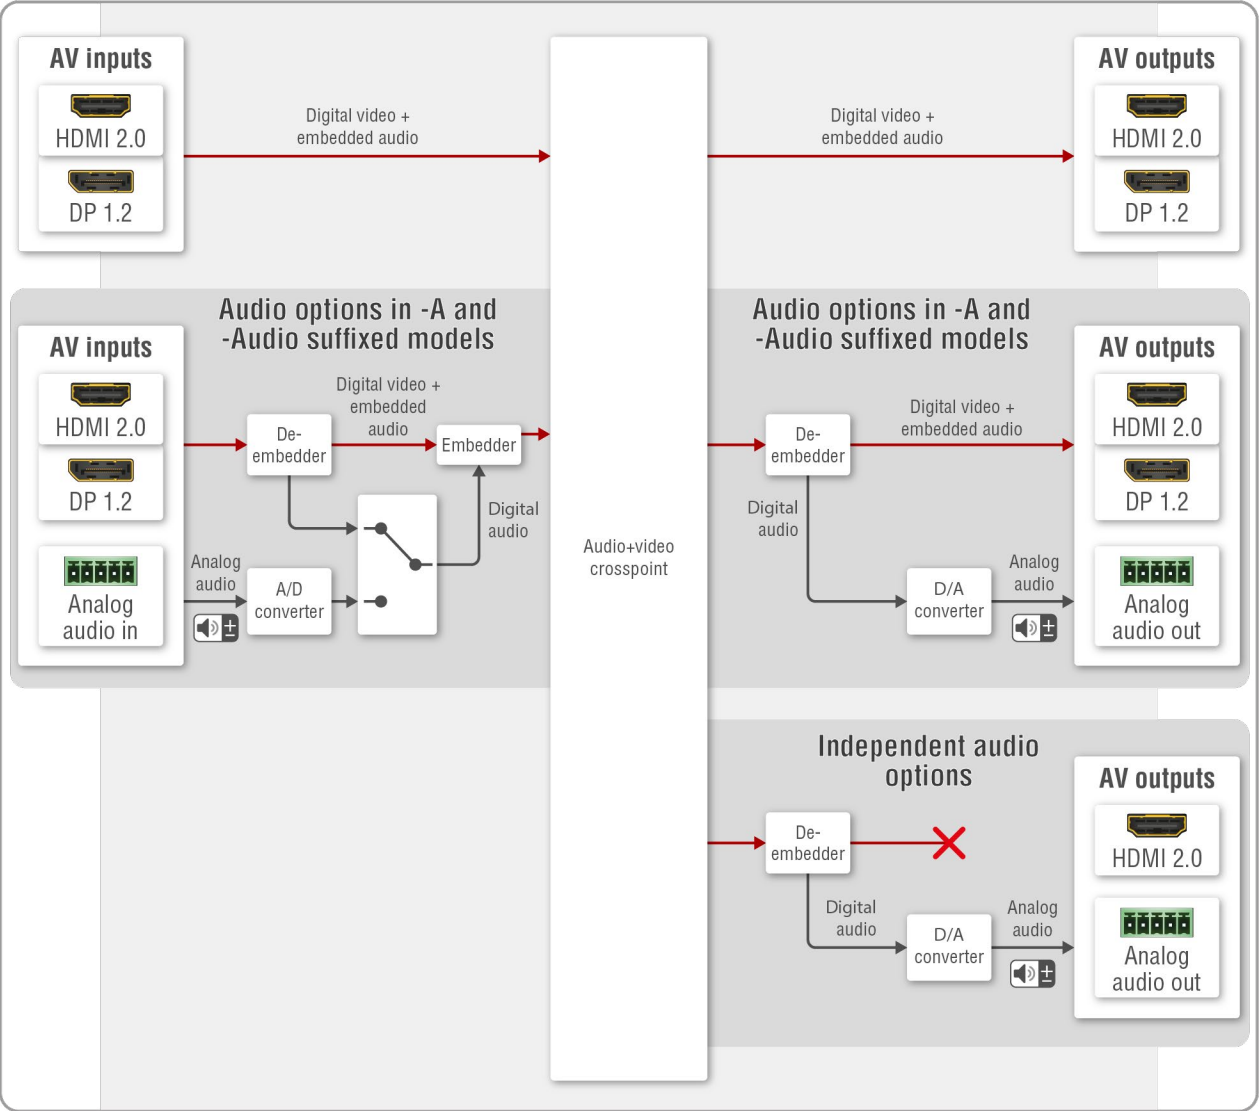 AV inputs
HDMI 2.0
DP 1.2
Digital video +
embedded audio
Digital video +
embedded audio
AV outputs
HDMI 2.0
DP 1.2
Audio options in -A and
-Audio suffixed models
AV inputs
HDMI 2.0
DP 1.2
Analog
audio in
De-
embedder
Digital video +
embedded
audio
Embedder
Digital
audio
Analog
audio
±
A/D
converter
Audio+video
crosspoint
Audio options in -A and
-Audio suffixed models
De-
embedder
Digital video +
embedded audio
Digital
audio
D/A
converter
Analog
audio
±
AV outputs
HDMI 2.0
DP 1.2
Analog
audio out
Independent audio
options
De-
embedder
Digital
audio
D/A
converter
Analog
audio
±
AV outputs
HDMI 2.0
Analog
audio out